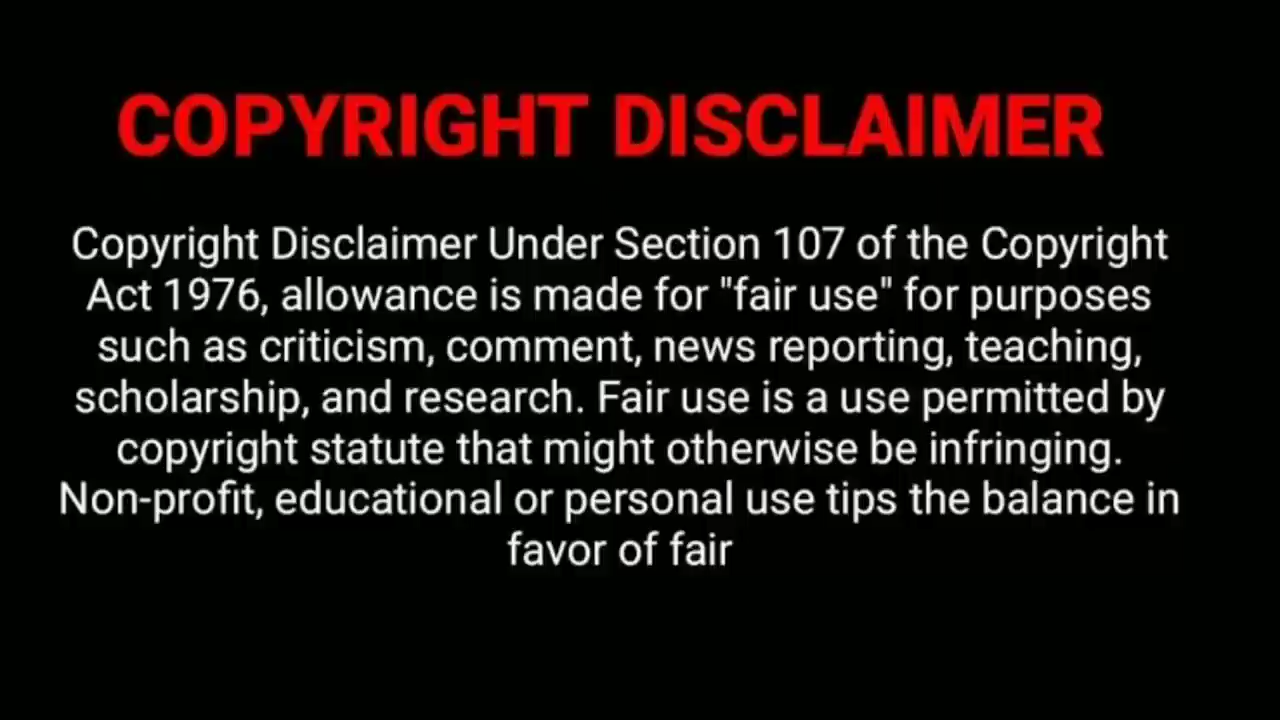 COPYRIGHT DISCLAIMER
Copyright Disclaimer Under Section 107 of the Copyright
Act 1976, allowance is made for "fair use" for purposes
such as criticism, comment, news reporting, teaching,
scholarship, and research. Fair use is a use permitted by
copyright statute that might otherwise be infringing.
Non-profit, educational or personal use tips the balance in
favor of fair